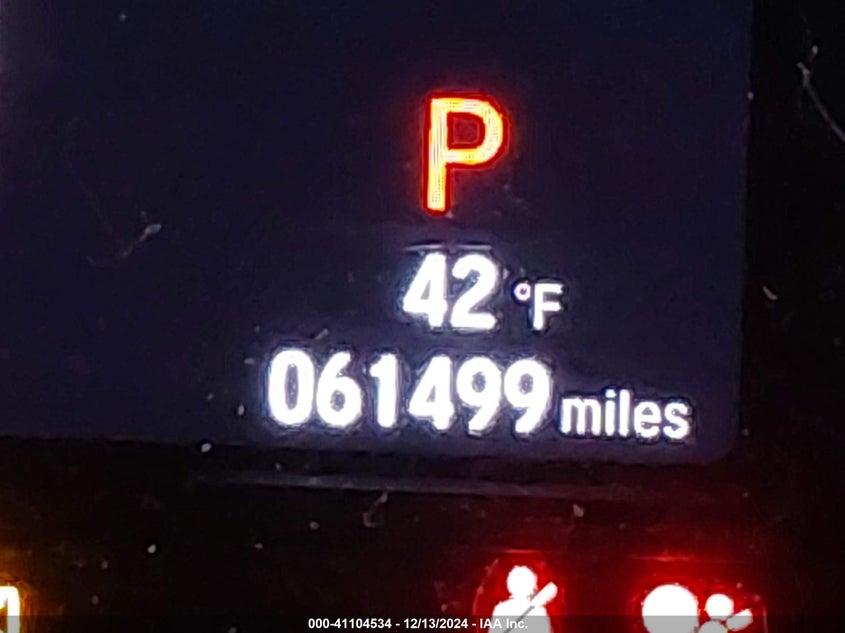 P
42 °F
061499 miles
000-41104534 - 12/13/2024 - IAA Inc.